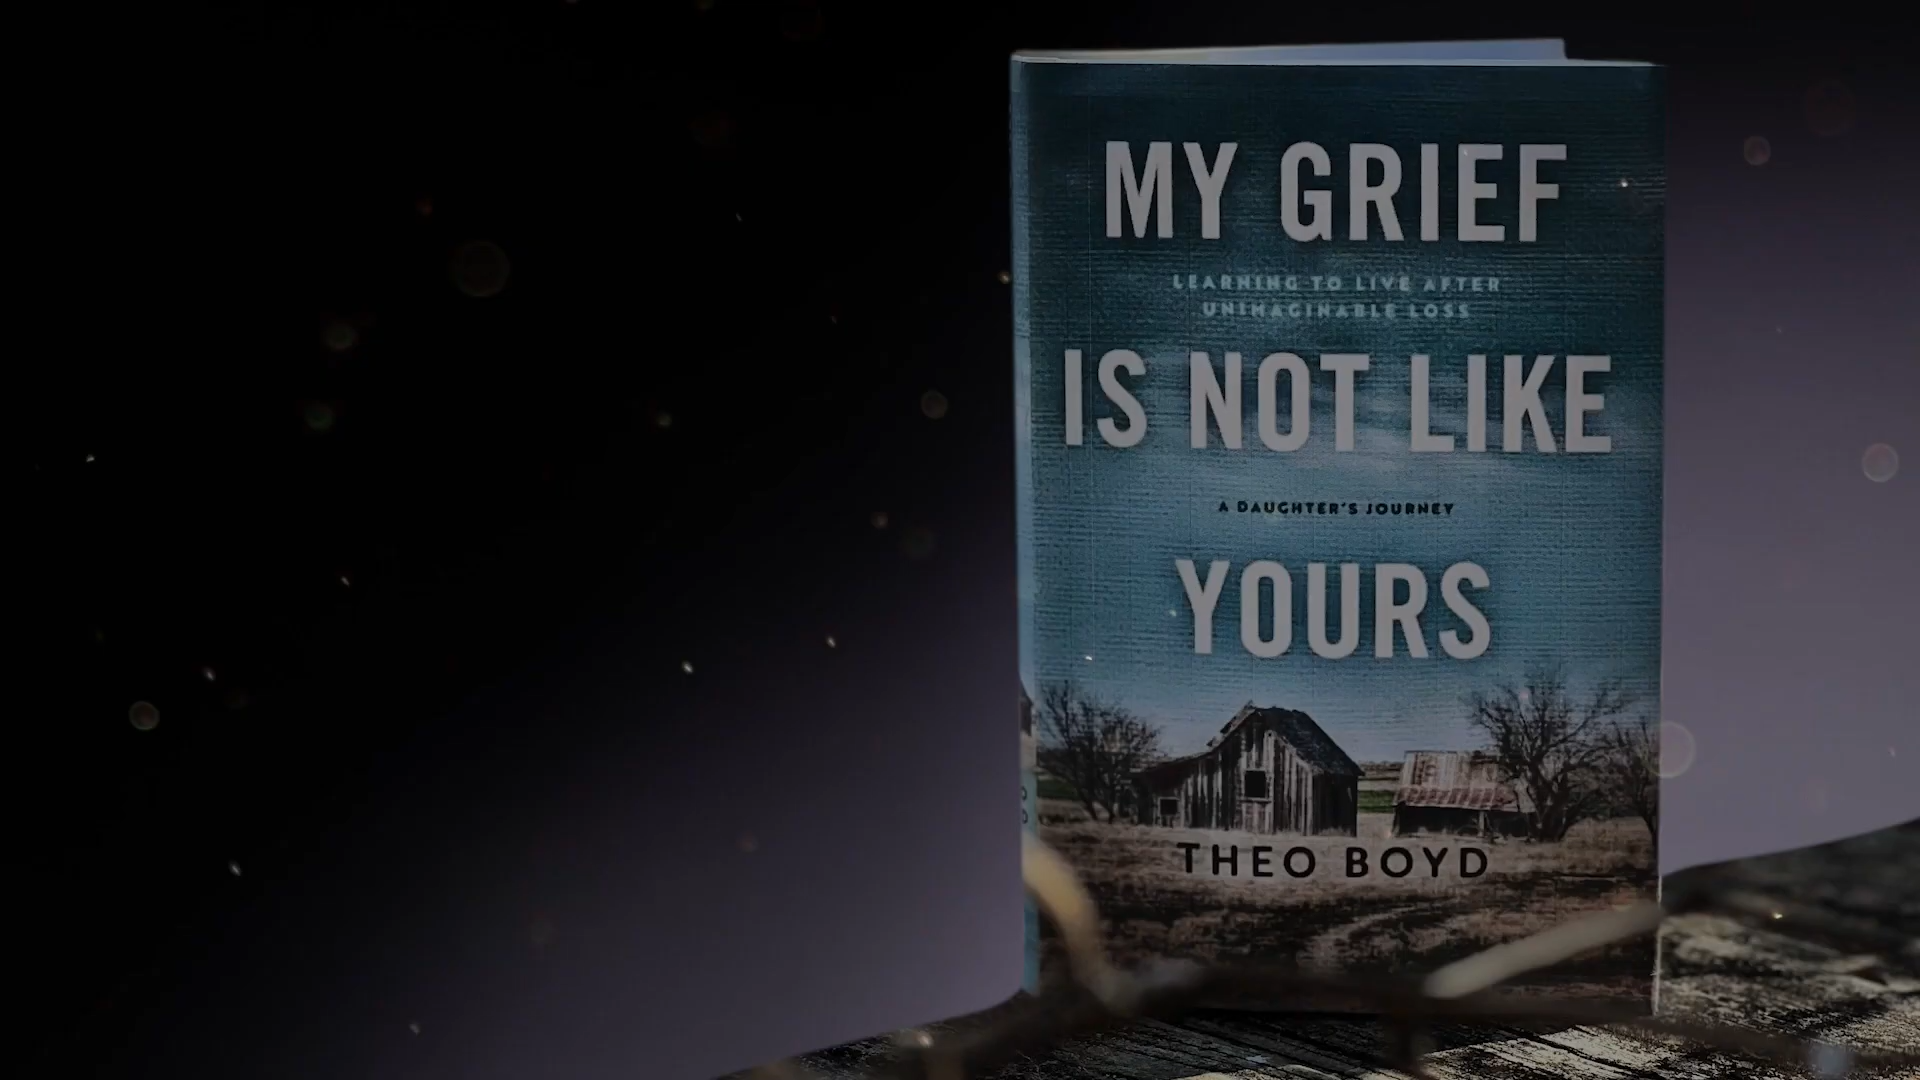 MY GRIEF
LEARNING TO LIVE AFTER
UNIMAGINABLE LOSS
IS NOT LIKE
A DAUGHTER'S JOURNEY
YOURS
THEO BOYD